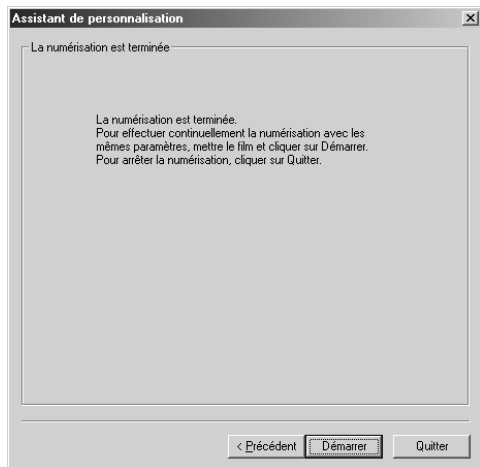 Assistant de personnalisation
La numérisation est terminée
La numérisation est terminée.
Pour effectuer continuellement la numérisation avec les
mêmes paramètres, mettre le film et cliquer sur Démarrer.
Pour arrêter la numérisation, cliquer sur Quitter.
< Précédent Démarrer Quitter